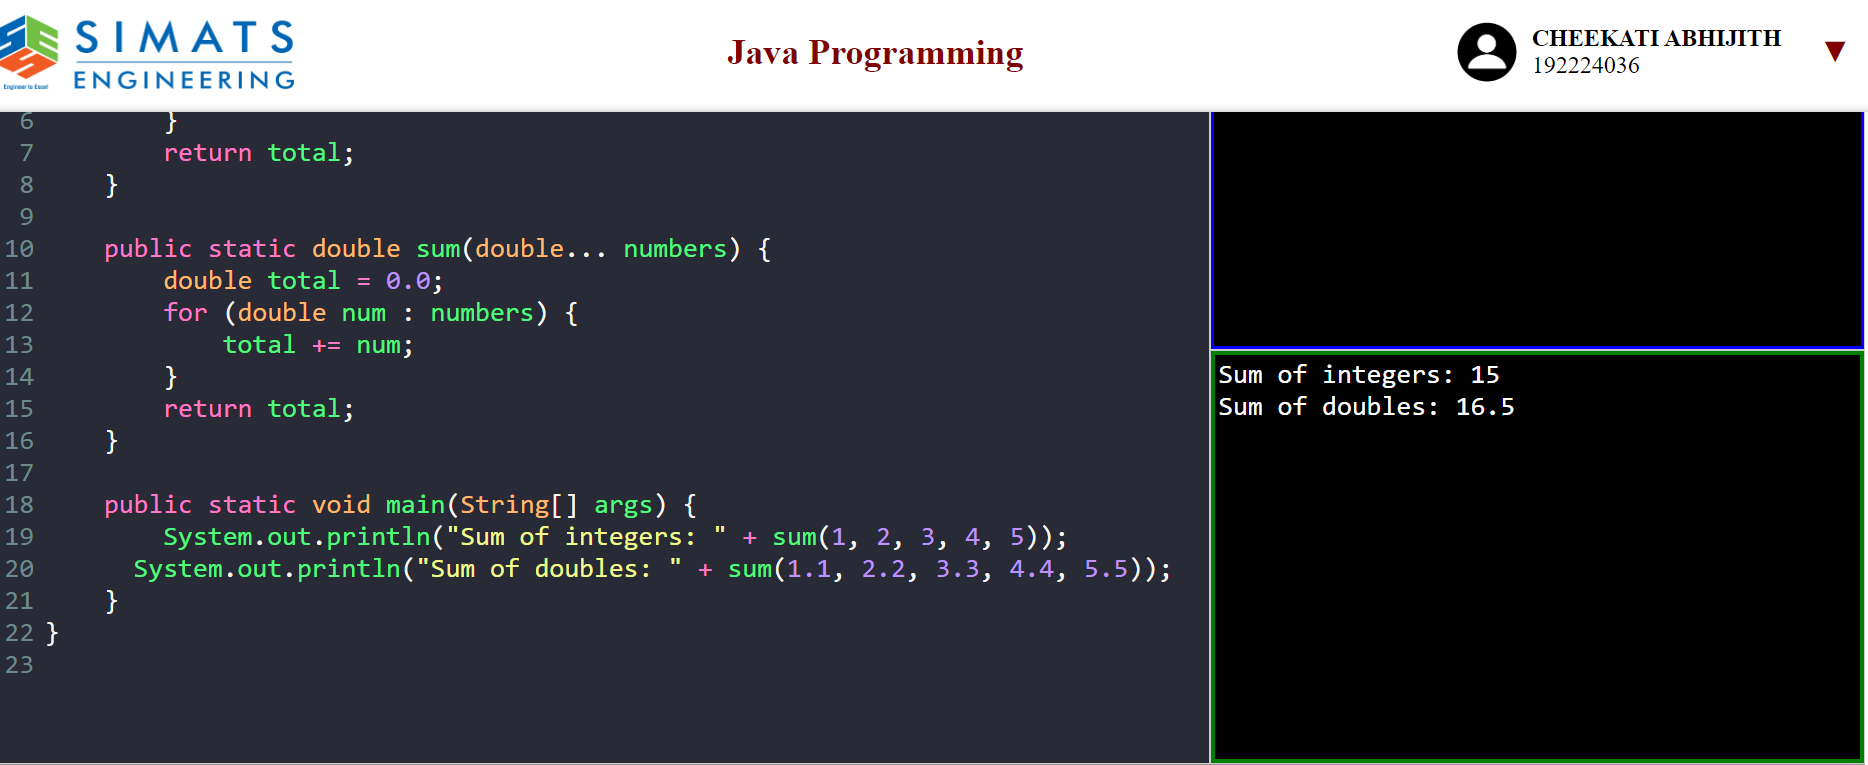 SIMATS
ENGINEERING
Engineer to Excel
Java Programming
CHEEKATI ABHIJITH
192224036
6         }
7         return total;
8     }
9
10     public static double sum(double... numbers) {
11         double total = 0.0;
12         for (double num : numbers) {
13             total += num;
14         }
15         return total;
16     }
17
18     public static void main(String[] args) {
19         System.out.println("Sum of integers: " + sum(1, 2, 3, 4, 5));
20       System.out.println("Sum of doubles: " + sum(1.1, 2.2, 3.3, 4.4, 5.5));
21     }
22 }
23
Sum of integers: 15
Sum of doubles: 16.5